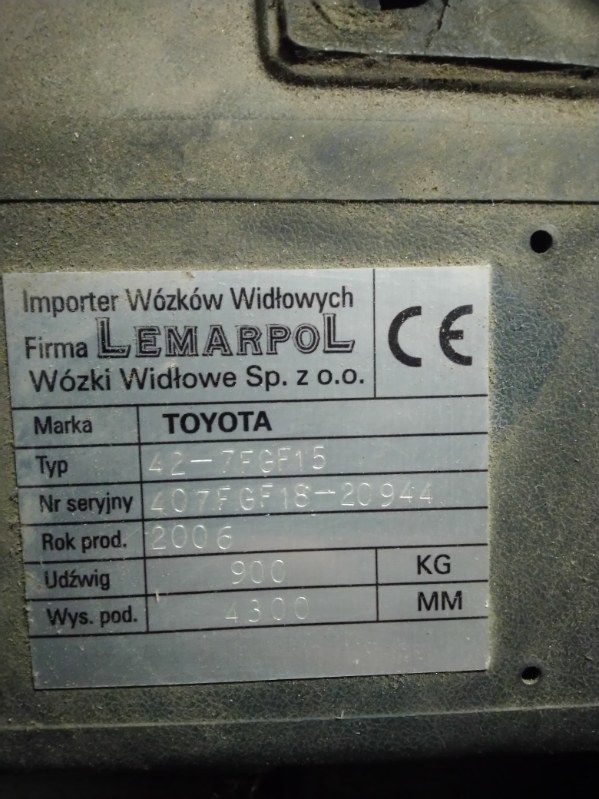 Importer Wózków Widłowych
Firma LEMARPOL
Wózki Widłowe Sp. z o.o.
CE
Marka TOYOTA
Typ 42-7FGF15
Nr seryjny 407FGF18-20944
Rok prod. 2006
Udźwig 900 KG
Wys. pod. 4300 MM